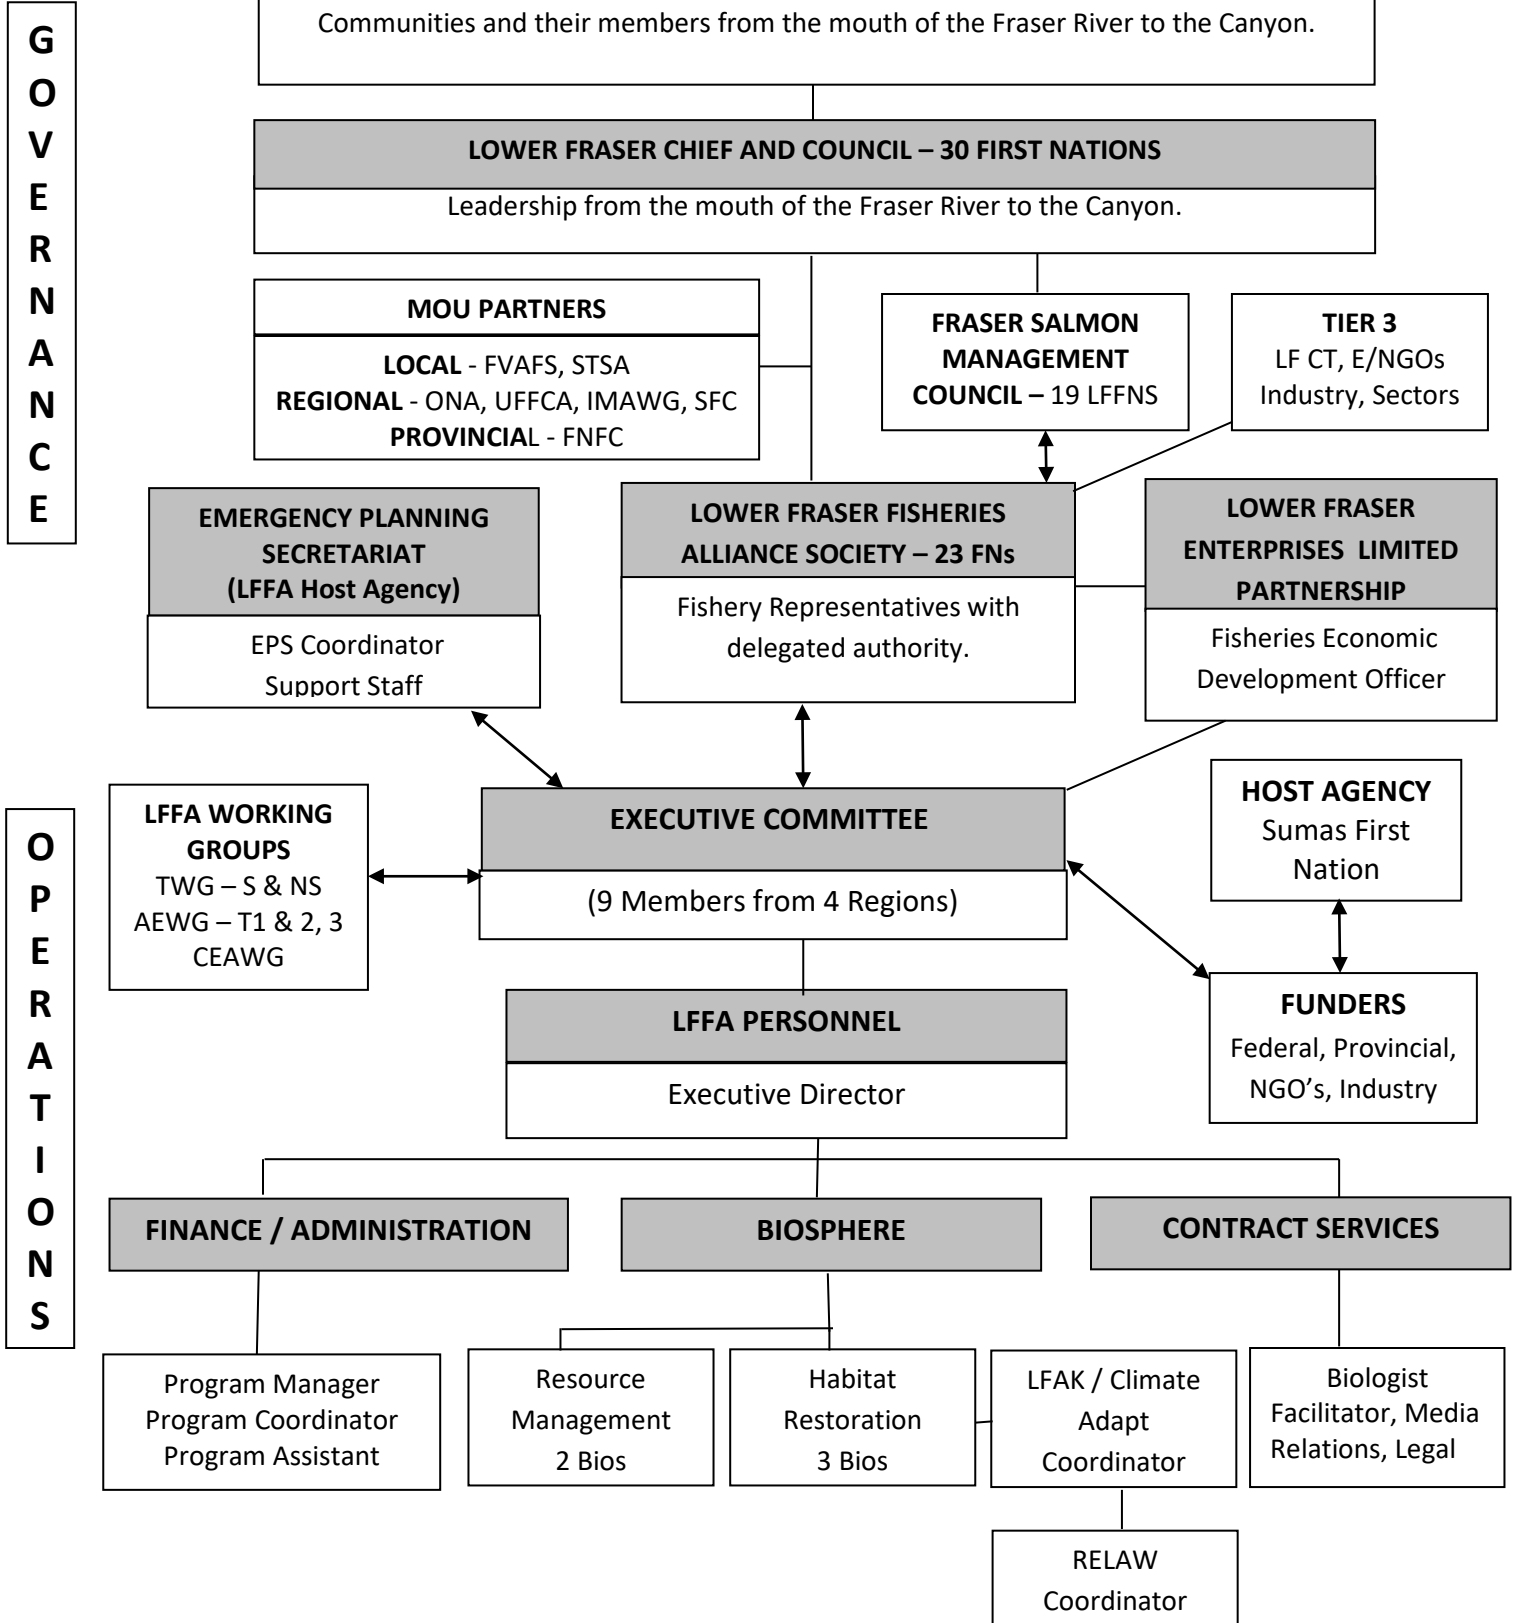 GOVERNANCE
Communities and their members from the mouth of the Fraser River to the Canyon.
LOWER FRASER CHIEF AND COUNCIL – 30 FIRST NATIONS
Leadership from the mouth of the Fraser River to the Canyon.
MOU PARTNERS
LOCAL - FVAFS, STSA
REGIONAL - ONA, UFFCA, IMAWG, SFC
PROVINCIAL - FNFC
FRASER SALMON
MANAGEMENT
COUNCIL – 19 LFFNS
TIER 3
LF CT, E/NGOs
Industry, Sectors
EMERGENCY PLANNING
SECRETARIAT
(LFFA Host Agency)
EPS Coordinator
Support Staff
LOWER FRASER FISHERIES
ALLIANCE SOCIETY – 23 FNs
Fishery Representatives with
delegated authority.
LOWER FRASER
ENTERPRISES LIMITED
PARTNERSHIP
Fisheries Economic
Development Officer
OPERATIONS
LFFA WORKING
GROUPS
TWG – S & NS
AEWG – T1 & 2, 3
CEAWG
EXECUTIVE COMMITTEE
(9 Members from 4 Regions)
HOST AGENCY
Sumas First
Nation
FUNDERS
Federal, Provincial,
NGO’s, Industry
LFFA PERSONNEL
Executive Director
FINANCE / ADMINISTRATION
BIOSPHERE
CONTRACT SERVICES
Program Manager
Program Coordinator
Program Assistant
Resource
Management
2 Bios
Habitat
Restoration
3 Bios
LFAK / Climate
Adapt
Coordinator
Biologist
Facilitator, Media
Relations, Legal
RELAW
Coordinator